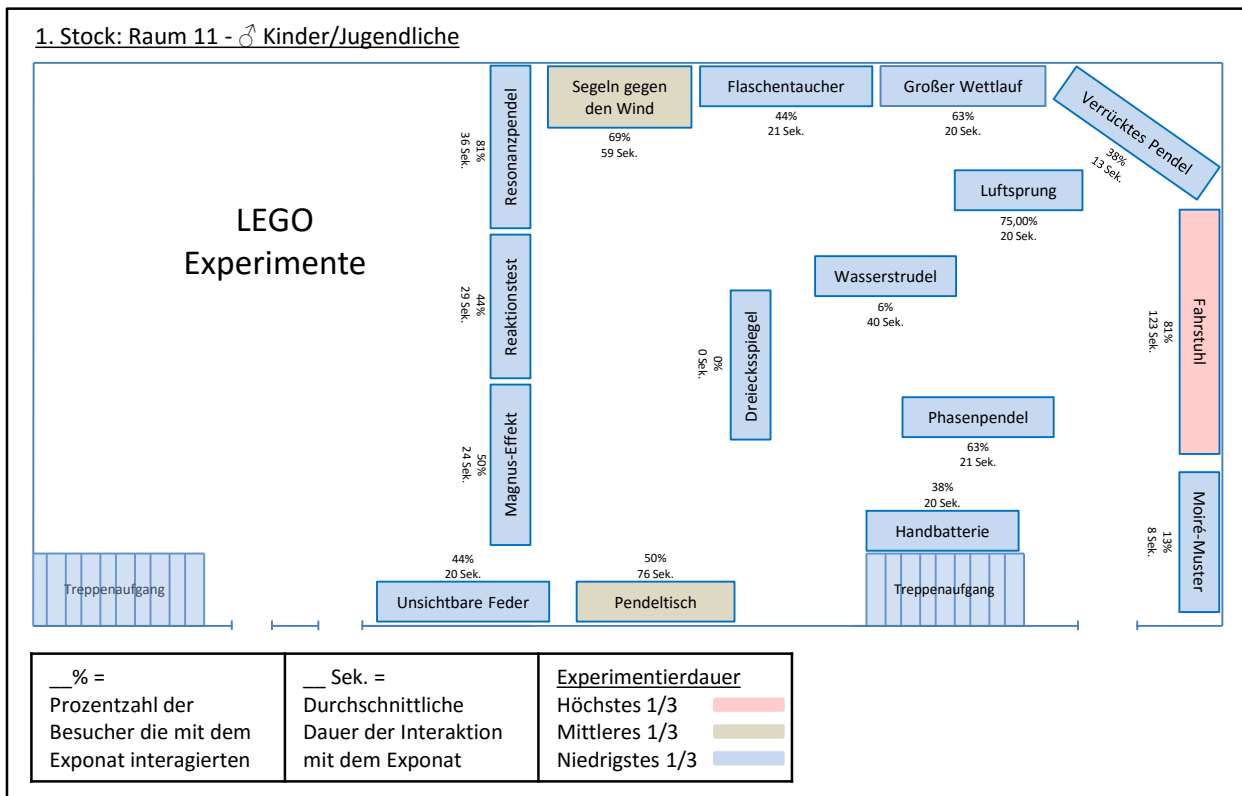 1. Stock: Raum 11 - ♂ Kinder/Jugendliche
LEGO
Experimente
Resonanzpendel
81%
36 Sek.
Reaktionstest
44%
29 Sek.
Magnus-Effekt
50%
24 Sek.
Segeln gegen
den Wind
69%
59 Sek.
Flaschentaucher
44%
21 Sek.
Großer Wettlauf
63%
20 Sek.
Verrücktes Pendel
38%
13 Sek.
Luftsprung
75,00%
20 Sek.
Wasserstrudel
6%
40 Sek.
Dreiecksspiegel
0%
0 Sek.
Fahrstuhl
81%
123 Sek.
Phasenpendel
63%
21 Sek.
38%
20 Sek.
Handbatterie
Treppenaufgang
Moiré-Muster
13%
8 Sek.
Treppenaufgang
44%
20 Sek.
Unsichtbare Feder
50%
76 Sek.
Pendeltisch
__% =
Prozentzahl der
Besucher die mit dem
Exponat interagierten
__ Sek. =
Durchschnittliche
Dauer der Interaktion
mit dem Exponat
Experimentierdauer
Höchstes 1/3
Mittleres 1/3
Niedrigstes 1/3